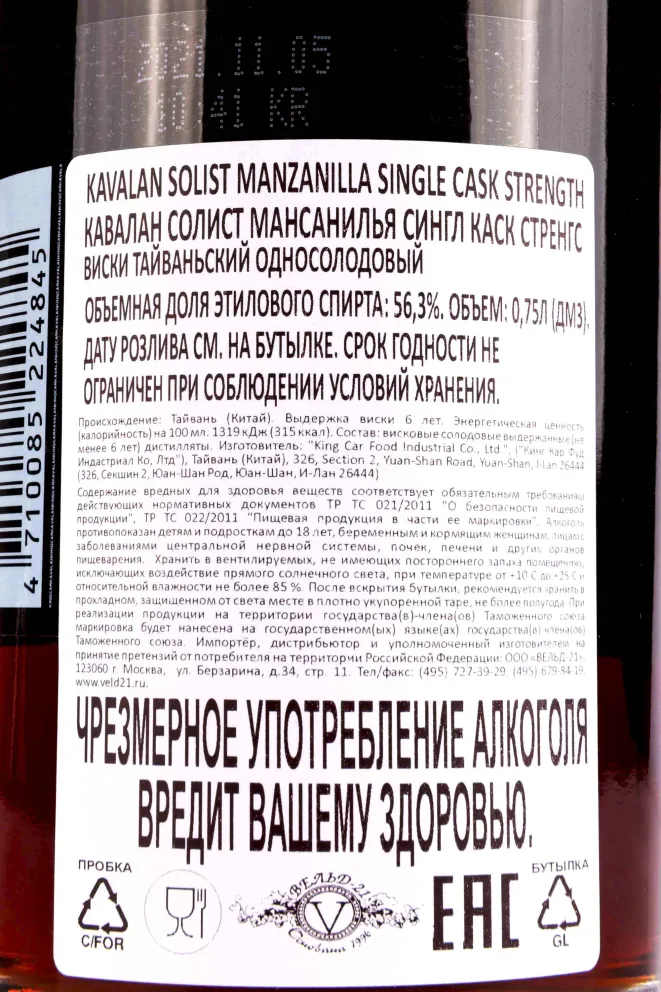 .11.05
KR
KAVALAN SOLIST MANZANILLA SINGLE CASK STRENGTH
КАВАЛАН СОЛИСТ МАНСАНИЛЬЯ СИНГЛ КАСК СТРЕНГС
ВИСКИ ТАЙВАНЬСКИЙ ОДНОСОЛОДОВЫЙ
ОБЪЕМНАЯ ДОЛЯ ЭТИЛОВОГО СПИРТА: 56,3%. ОБЪЕМ: 0,75Л (ДМ3).
ДАТУ РОЗЛИВА СМ. НА БУТЫЛКЕ. СРОК ГОДНОСТИ НЕ
ОГРАНИЧЕН ПРИ СОБЛЮДЕНИИ УСЛОВИЙ ХРАНЕНИЯ.
Происхождение: Тайвань (Китай). Выдержка виски 6 лет. Энергетическая ценность
(калорийность) на 100 мл: 1319 кДж (315 ккал). Состав: висковые солодовые выдержанные (не
менее 6 лет) дистилляты. Изготовитель: "King Car Food Industrial Co., Ltd.", ("Кинг Кар Фуд
Индастриал Ко, Лтд"), Тайвань (Китай), 326, Section 2, Yuan-Shan Road, Yuan-Shan, I-Lan 26444
(326, Секшин 2, Юан-Шан Род, Юан-Шан, И-Лан 26444)
Содержание вредных для здоровья веществ соответствует обязательным требованиям
действующих нормативных документов ТР ТС 021/2011 "О безопасности пищевой
продукции", ТР ТС 022/2011 "Пищевая продукция в части ее маркировки". Алкоголь
противопоказан детям и подросткам до 18 лет, беременным и кормящим женщинам, лицам с
заболеваниями центральной нервной системы, почек, печени и других органов
пищеварения. Хранить в вентилируемых, не имеющих постороннего запаха помещениях,
исключающих воздействие прямого солнечного света, при температуре от +10 С до +25 С и
относительной влажности не более 85 %. После вскрытия бутылки, рекомендуется хранить в
прохладном, защищенном от света месте в плотно укупоренной таре, не более полугода. При
реализации продукции на территории государства(в)-члена(ов) Таможенного союза
маркировка будет нанесена на государственном(ых) языке(ах) государства(в) члена(ов)
Таможенного союза. Импортёр, дистрибьютор и уполномоченный изготовителем на
принятие претензий от потребителя на территории Российской Федерации: ООО «ВЕЛЬД-21»,
123060 г. Москва, ул. Берзарина, д.34, стр. 11. Тел/факс: (495) 727-39-29, (495) 679-84-19,
www.veld21.ru.
ЧРЕЗМЕРНОЕ УПОТРЕБЛЕНИЕ АЛКОГОЛЯ
ВРЕДИТ ВАШЕМУ ЗДОРОВЬЮ.
ПРОБКА
C/FOR
ВЕЛЬД 21
V
Основана 1996
EAC
БУТЫЛКА
GL
4 710085 224845